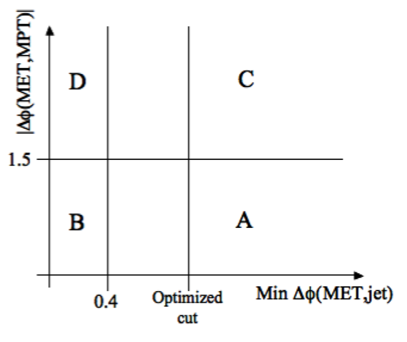 |Δϕ(MET,MPT)|
D
C
1.5
B
A
0.4
Optimized
cut
Min Δϕ(MET,jet)